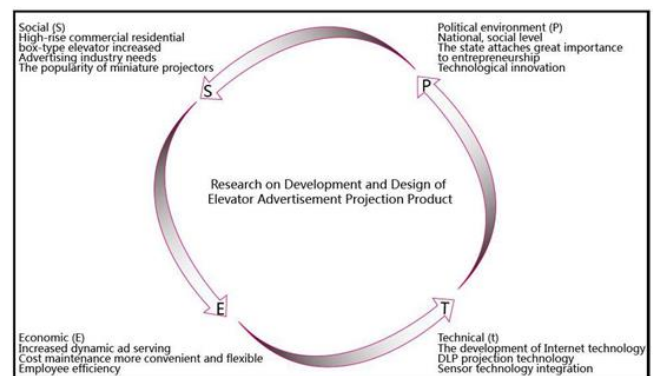 Social (S)
High-rise commercial residential
box-type elevator increased
Advertising industry needs
The popularity of miniature projectors
Political environment (P)
National, social level
The state attaches great importance
to entrepreneurship
Technological innovation
S
P
Research on Development and Design of
Elevator Advertisement Projection Product
E
T
Economic (E)
Increased dynamic ad serving
Cost maintenance more convenient and flexible
Employee efficiency
Technical (t)
The development of Internet technology
DLP projection technology
Sensor technology integration